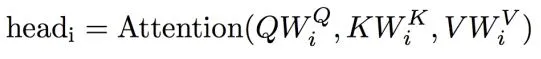 headᵢ = Attention(QWᵢ^Q, KWᵢ^K, VWᵢ^V)